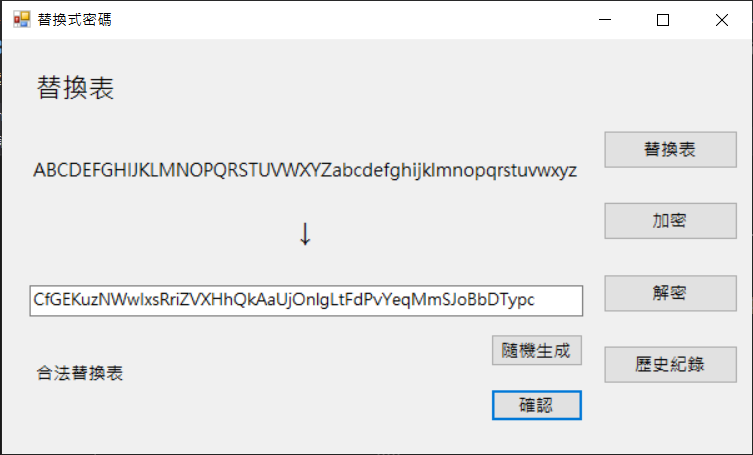 替換式密碼
替換表
ABCDEFGHIJKLMNOPQRSTUVWXYZabcdefghijklmnopqrstuvwxyz
↓
CfGEKuzNWwlxsRriZVXHhQkAaUjOnIgLtFdPvYeqMmSJoBbDTypc
合法替換表
隨機生成
確認
替換表
加密
解密
歷史紀錄